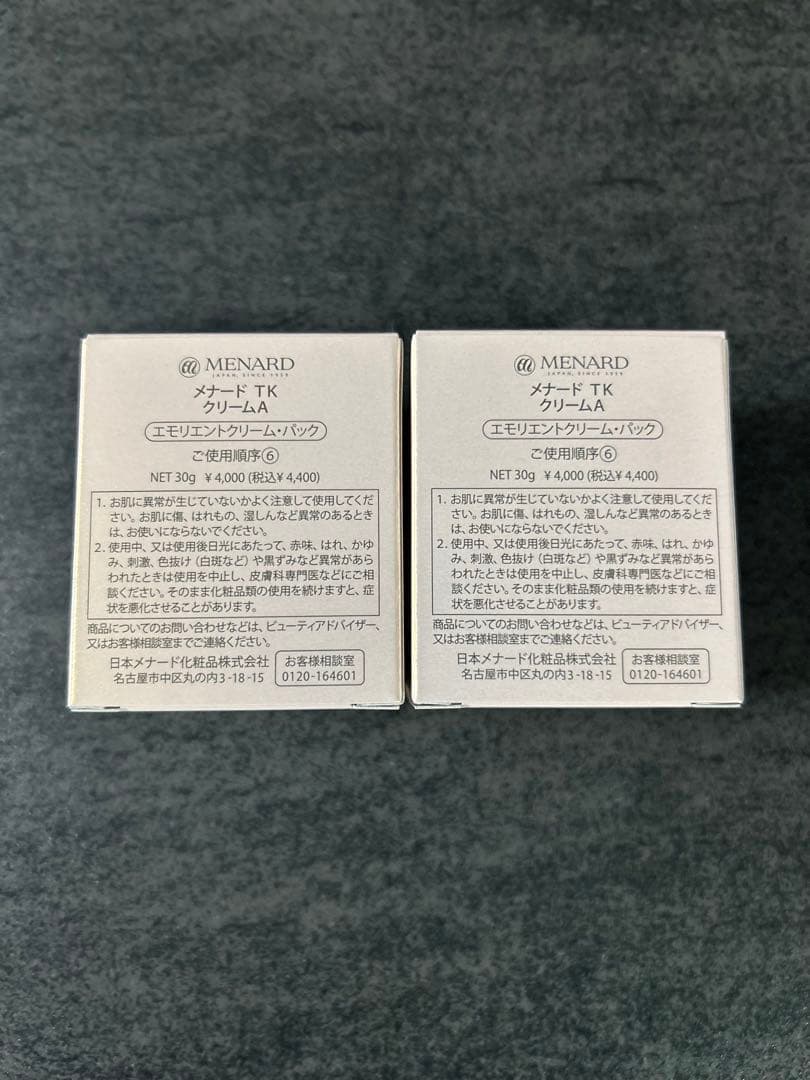 MENARD
JAPAN, SINCE 1959
メナード TK
クリームA
エモリエントクリーム・パック
ご使用順序⑥
NET 30g ¥4,000 (税込¥4,400)
1. お肌に異常が生じていないかよく注意して使用してくだ
さい。お肌に傷、はれもの、湿しんなど異常のあるとき
は、お使いにならないでください。
2. 使用中、又は使用後日光にあたって、赤味、はれ、かゆ
み、刺激、色抜け(白斑など)や黒ずみなど異常があら
われたときは使用を中止し、皮膚科専門医などにご相
談ください。そのまま化粧品類の使用を続けますと、症
状を悪化させることがあります。
商品についてのお問い合わせなどは、ビューティアドバイザー、
又はお客様相談室までご連絡ください。
日本メナード化粧品株式会社
名古屋市中区丸の内3-18-15
お客様相談室
0120-164601
MENARD
JAPAN, SINCE 1959
メナード TK
クリームA
エモリエントクリーム・パック
ご使用順序⑥
NET 30g ¥4,000 (税込¥4,400)
1. お肌に異常が生じていないかよく注意して使用してくだ
さい。お肌に傷、はれもの、湿しんなど異常のあるとき
は、お使いにならないでください。
2. 使用中、又は使用後日光にあたって、赤味、はれ、かゆ
み、刺激、色抜け(白斑など)や黒ずみなど異常があら
われたときは使用を中止し、皮膚科専門医などにご相
談ください。そのまま化粧品類の使用を続けますと、症
状を悪化させることがあります。
商品についてのお問い合わせなどは、ビューティアドバイザー、
又はお客様相談室までご連絡ください。
日本メナード化粧品株式会社
名古屋市中区丸の内3-18-15
お客様相談室
0120-164601